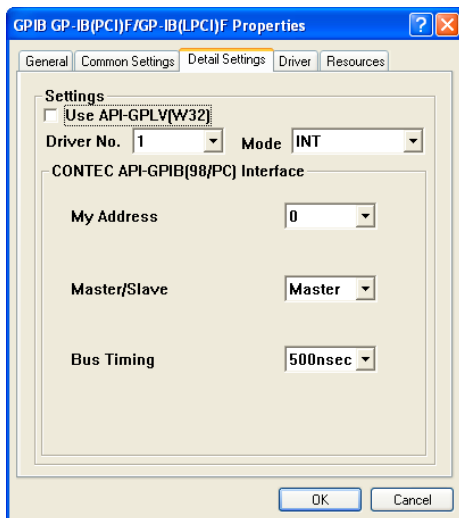 GPIB GP-IB(PCI)F/GP-IB(LPCI)F Properties
General Common Settings Detail Settings Driver Resources
Settings
Use API-GPLV(W32)
Driver No. 1 Mode INT
CONTEC API-GPIB(98/PC) Interface
My Address 0
Master/Slave Master
Bus Timing 500nsec
OK Cancel